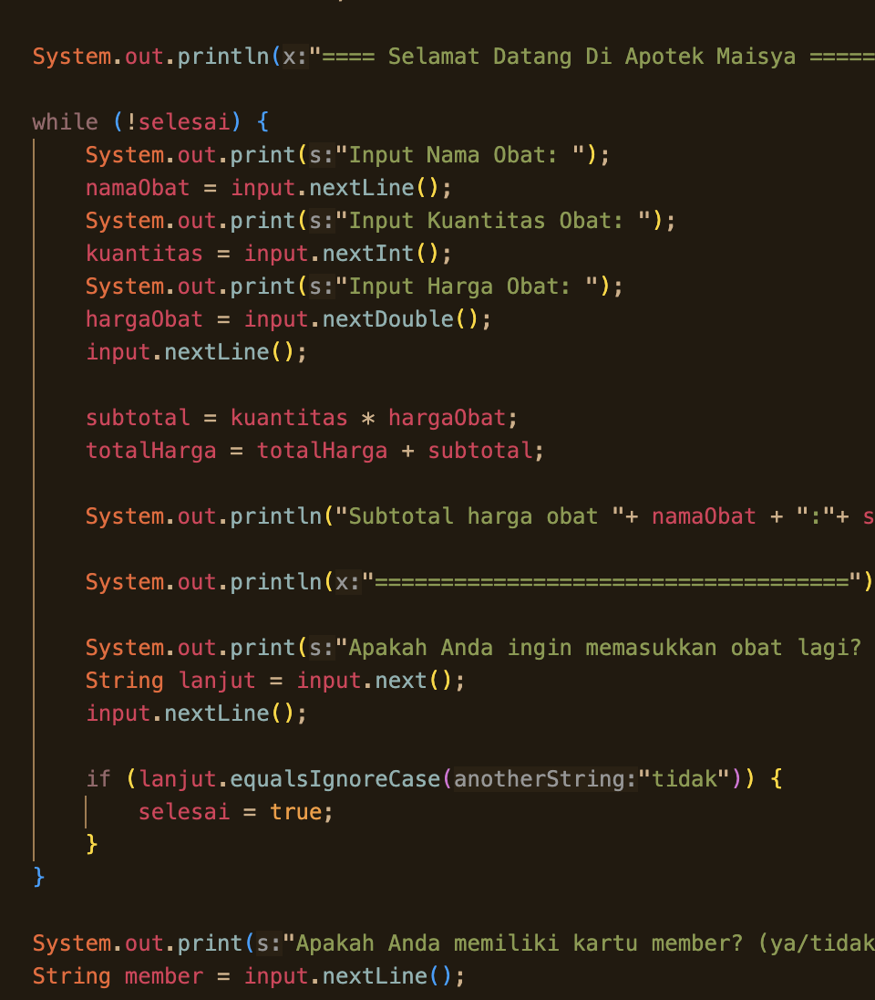 System.out.println(x:"==== Selamat Datang Di Apotek Maisya =====
while (!selesai) {
System.out.print(s:"Input Nama Obat: ");
namaObat = input.nextLine();
System.out.print(s:"Input Kuantitas Obat: ");
kuantitas = input.nextInt();
System.out.print(s:"Input Harga Obat: ");
hargaObat = input.nextDouble();
input.nextLine();
subtotal = kuantitas * hargaObat;
totalHarga = totalHarga + subtotal;
System.out.println("Subtotal harga obat "+ namaObat + ":"+ s
System.out.println(x:"====================================")
System.out.print(s:"Apakah Anda ingin memasukkan obat lagi?
String lanjut = input.next();
input.nextLine();
if (lanjut.equalsIgnoreCase(anotherString:"tidak")) {
selesai = true;
}
}
System.out.print(s:"Apakah Anda memiliki kartu member? (ya/tidak
String member = input.nextLine();